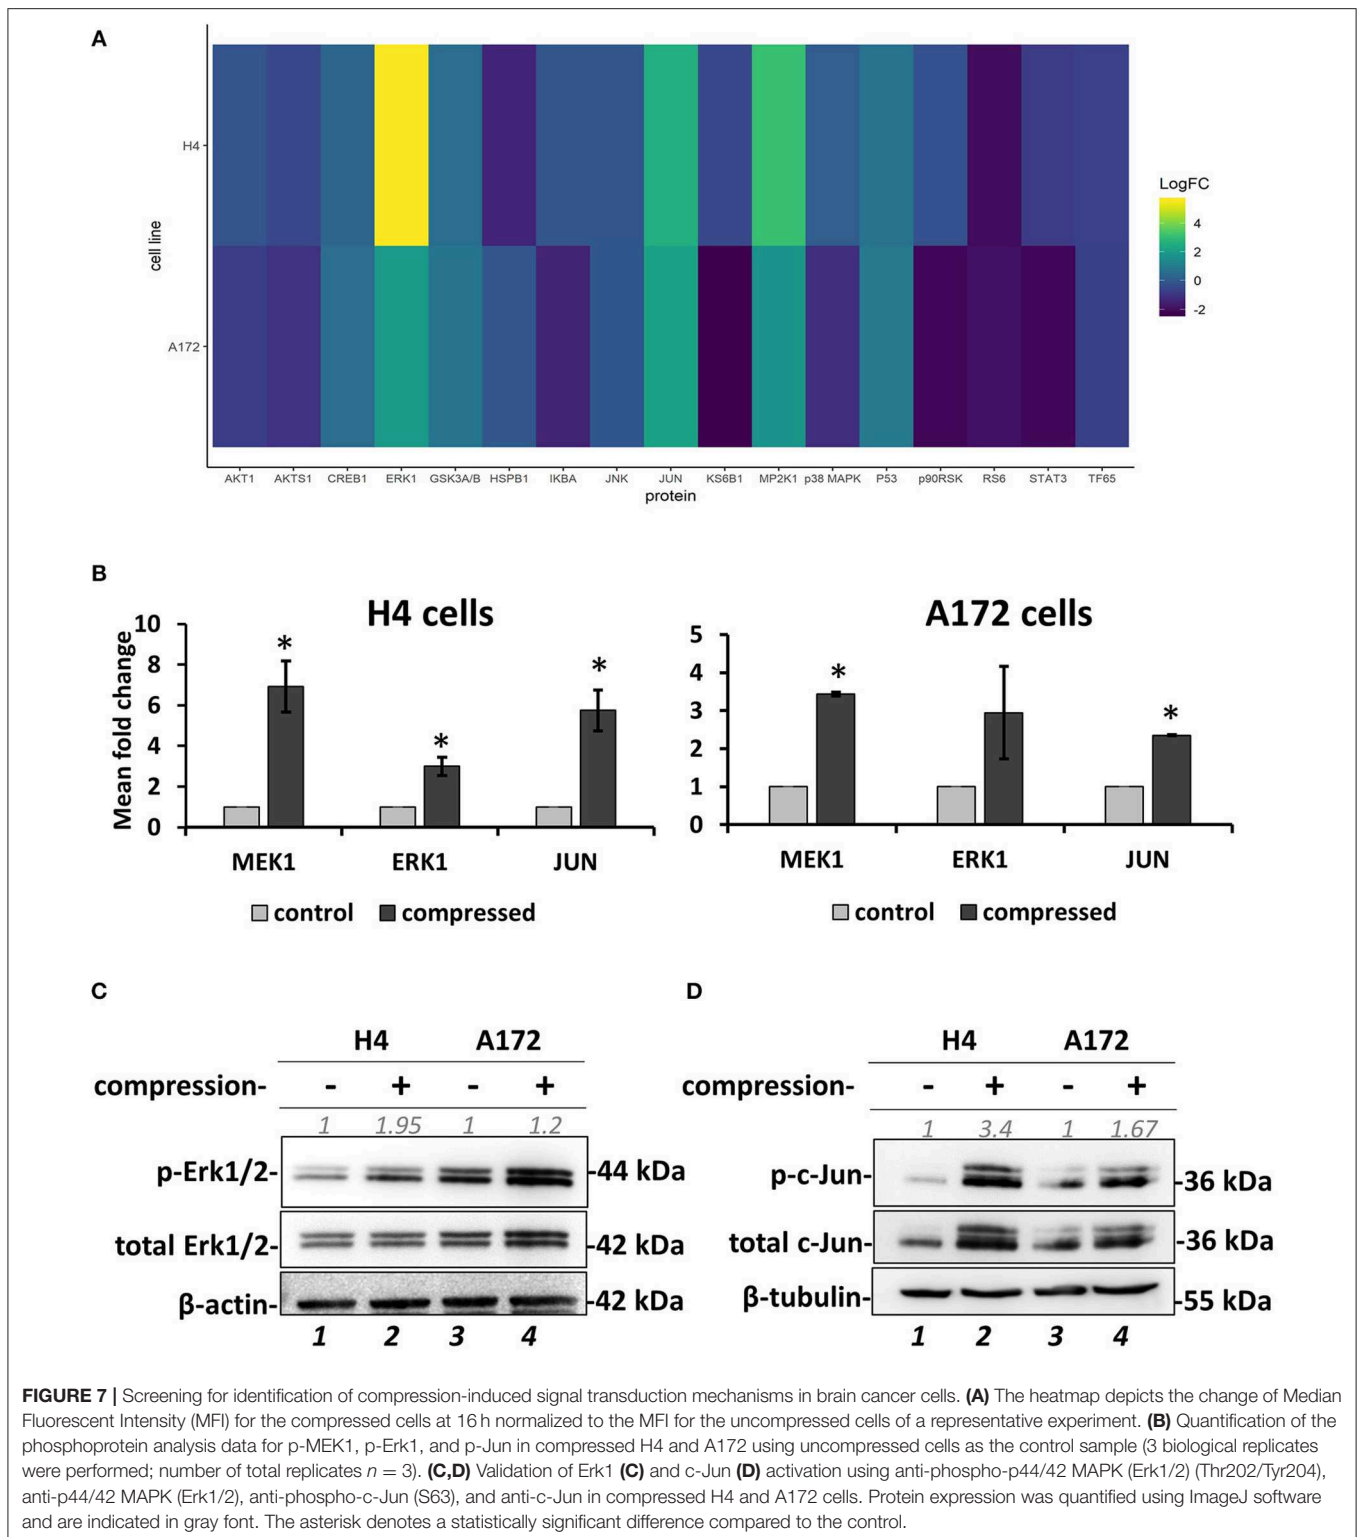 A
H4
A172
cell line
AKT1 AKTS1 CREB1 ERK1 GSK3A/B HSPB1 IKBA JNK JUN KS6B1 MP2K1 p38 MAPK P53 p90RSK RS6 STAT3 TF65
protein
LogFC
4
2
0
-2
B
H4 cells
Mean fold change
10
8
6
4
2
0
* * *
MEK1 ERK1 JUN
control compressed
A172 cells
5
4
3
2
1
0
* *
MEK1 ERK1 JUN
control compressed
C
H4 A172
compression- - + - +
1 1.95 1 1.2
p-Erk1/2- -44 kDa
total Erk1/2- -42 kDa
β-actin- -42 kDa
1 2 3 4
D
H4 A172
compression- - + - +
1 3.4 1 1.67
p-c-Jun- -36 kDa
total c-Jun- -36 kDa
β-tubulin- -55 kDa
1 2 3 4
FIGURE 7 | Screening for identification of compression-induced signal transduction mechanisms in brain cancer cells. (A) The heatmap depicts the change of Median
Fluorescent Intensity (MFI) for the compressed cells at 16 h normalized to the MFI for the uncompressed cells of a representative experiment. (B) Quantification of the
phosphoprotein analysis data for p-MEK1, p-Erk1, and p-Jun in compressed H4 and A172 using uncompressed cells as the control sample (3 biological replicates
were performed; number of total replicates n = 3). (C,D) Validation of Erk1 (C) and c-Jun (D) activation using anti-phospho-p44/42 MAPK (Erk1/2) (Thr202/Tyr204),
anti-p44/42 MAPK (Erk1/2), anti-phospho-c-Jun (S63), and anti-c-Jun in compressed H4 and A172 cells. Protein expression was quantified using ImageJ software
and are indicated in gray font. The asterisk denotes a statistically significant difference compared to the control.